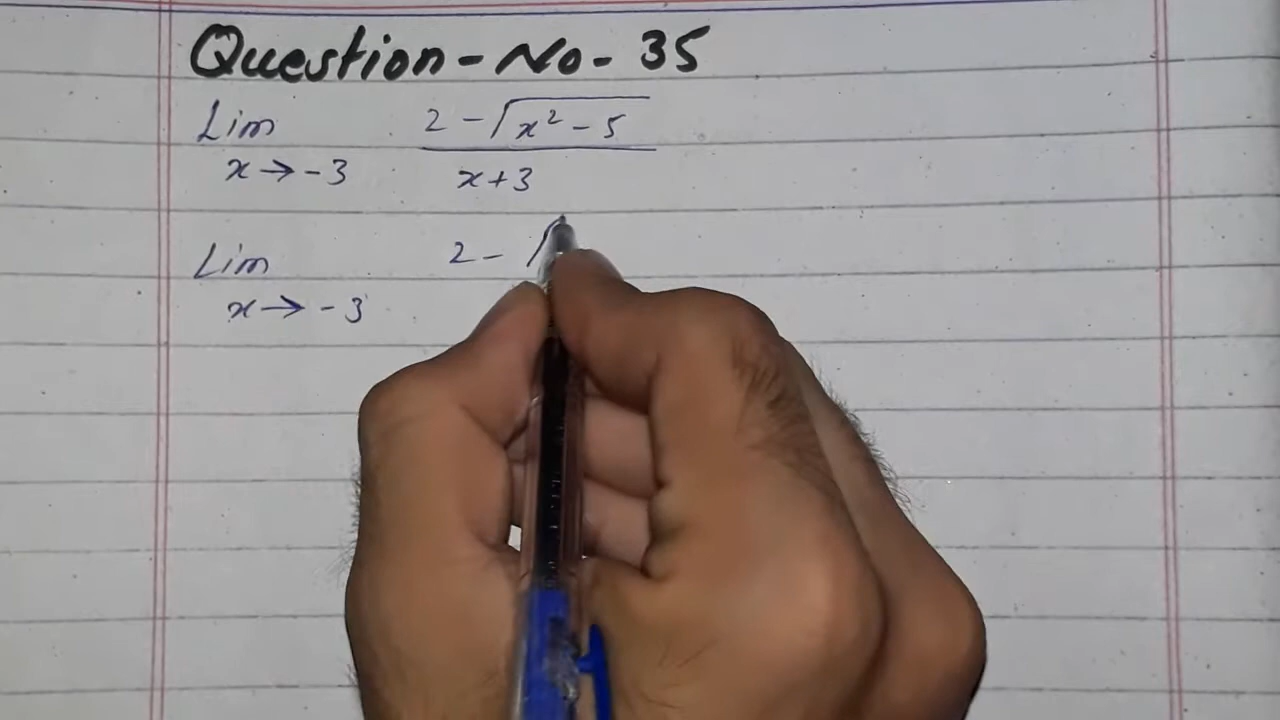 Question-No-35
Lim 2 - √x² - 5
x → -3 x+3
Lim 2 - √
x → -3